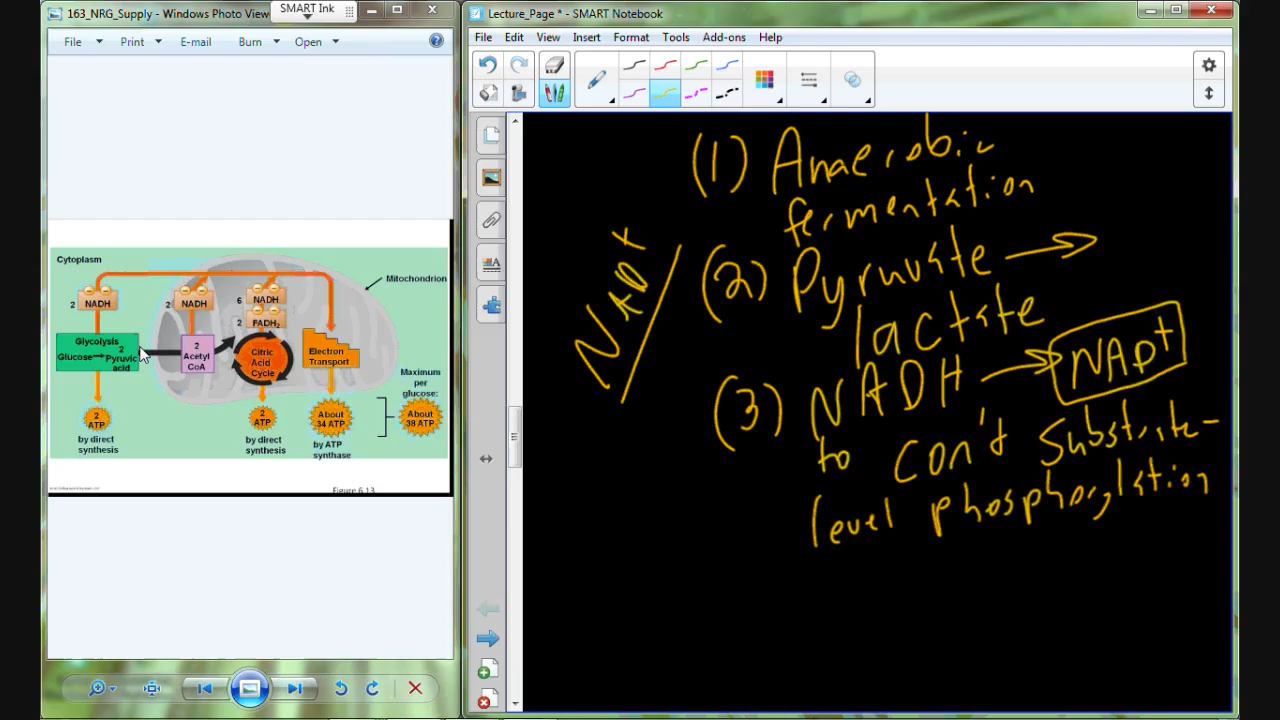 163_NRG_Supply - Windows Photo View
SMART Ink
File Print E-mail Burn Open
Cytoplasm
Mitochondrion
2 NADH
2 NADH
6 NADH
2 FADH2
Glycolysis
Glucose 2 Pyruvic acid
2 Acetyl CoA
Citric Acid Cycle
Electron Transport
Maximum per glucose:
2 ATP
by direct synthesis
2 ATP
by direct synthesis
About 34 ATP
by ATP synthase
About 38 ATP
Figure 6.13
Lecture_Page * - SMART Notebook
File Edit View Insert Format Tools Add-ons Help
(1) Anaerobic
fermentation
NAD+
(2) Pyruvate →
lactate
(3) NADH → NAD+
to con't Substrate-
level phosphorylation